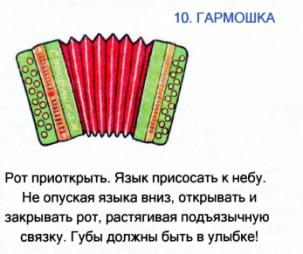 10. ГАРМОШКА
Рот приоткрыть. Язык присосать к небу.
Не опуская языка вниз, открывать и
закрывать рот, растягивая подъязычную
связку. Губы должны быть в улыбке!